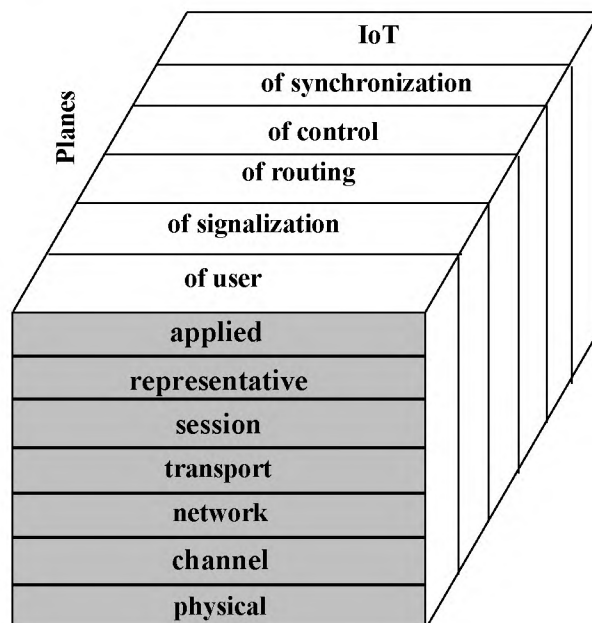 IoT
of synchronization
of control
of routing
of signalization
of user
Planes
applied
representative
session
transport
network
channel
physical